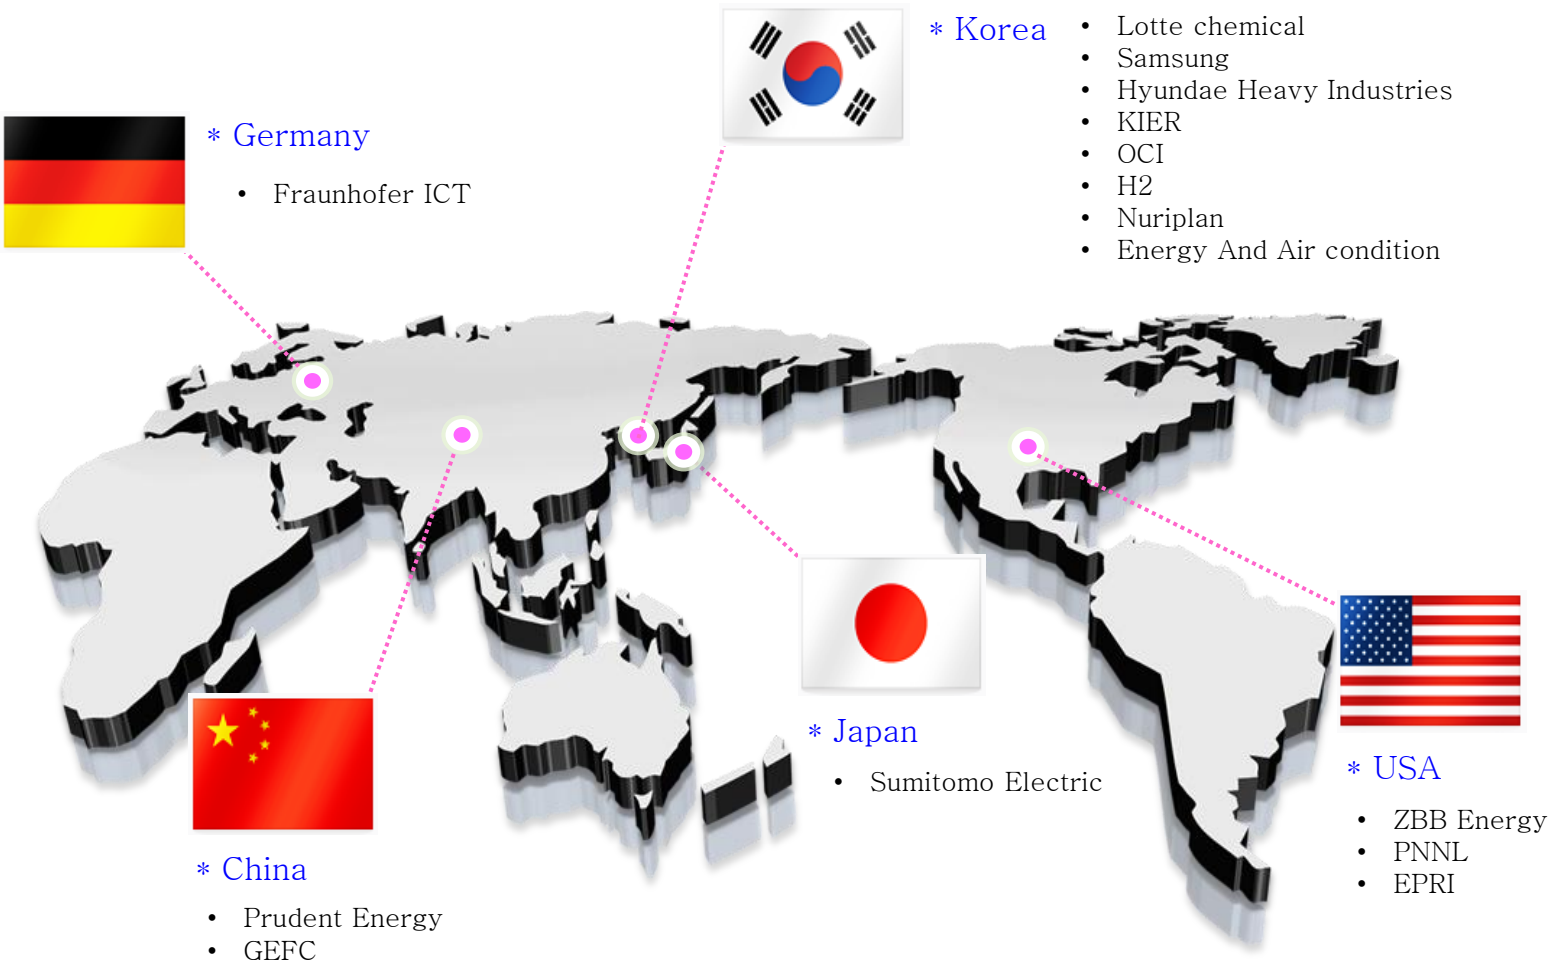 * Korea
• Lotte chemical
• Samsung
• Hyundae Heavy Industries
• KIER
• OCI
• H2
• Nuriplan
• Energy And Air condition
* Germany
• Fraunhofer ICT
* Japan
• Sumitomo Electric
* USA
• ZBB Energy
• PNNL
• EPRI
* China
• Prudent Energy
• GEFC